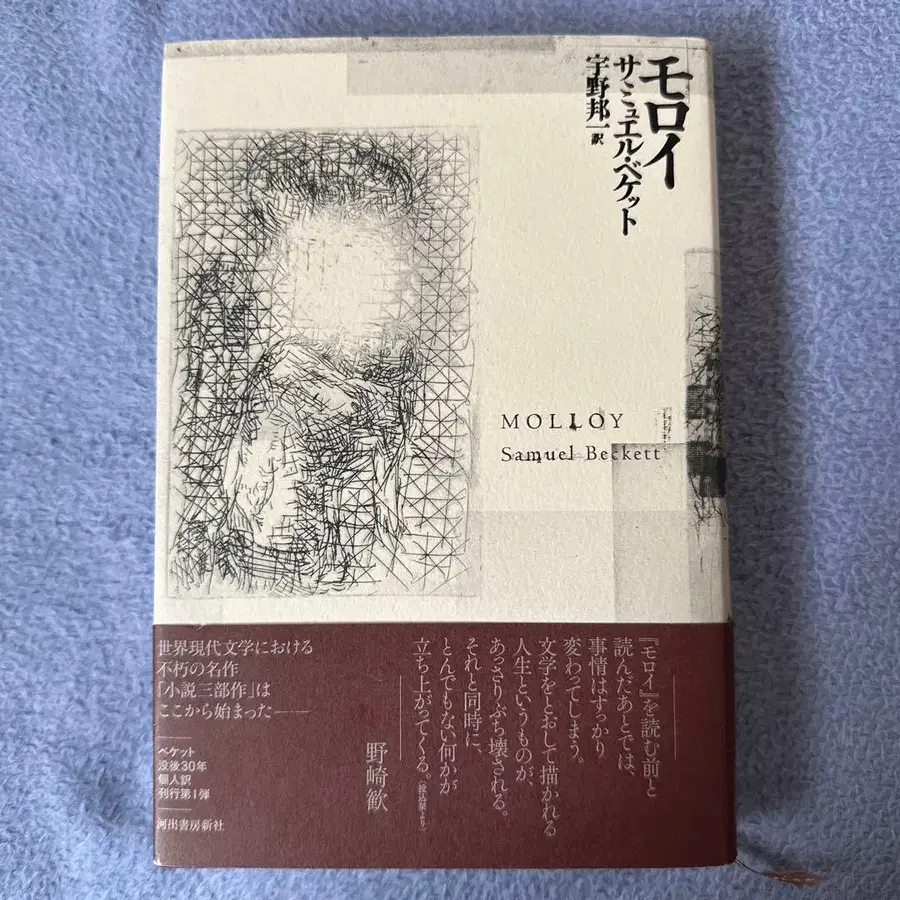 モロイ
サミュエル・ベケット
宇野邦一 訳
MOLLOY
Samuel Beckett
『モロイ』を読む前と
読んだあとでは、
事情はすっかり
変わってしまう。
文学をとおして描かれる
人生というものが、
あっさりぶち壊される。
それと同時に、
とんでもない何かが
立ち上がってくる。(投込栞より)
野崎歓
世界現代文学における
不朽の名作
「小説三部作」は
ここから始まった――
ベケット
没後30年
個人訳
刊行第1弾
河出書房新社